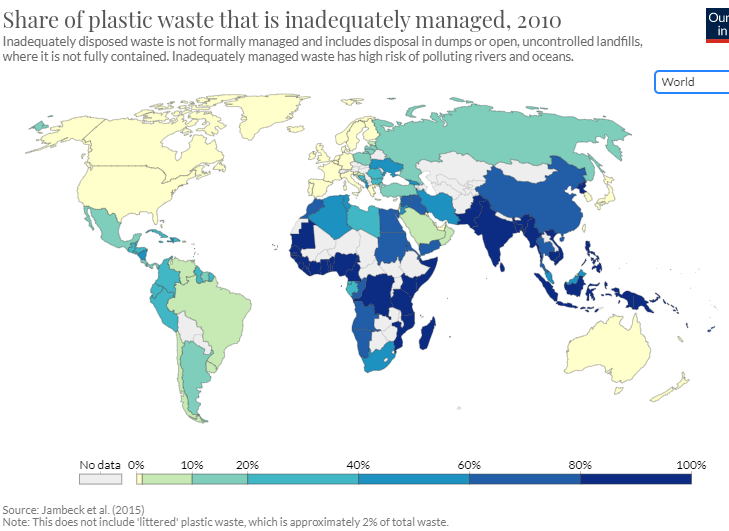 Share of plastic waste that is inadequately managed, 2010
Our
in
Inadequately disposed waste is not formally managed and includes disposal in dumps or open, uncontrolled landfills,
where it is not fully contained. Inadequately managed waste has high risk of polluting rivers and oceans.
World
No data 0% 10% 20% 40% 60% 80% 100%
Source: Jambeck et al. (2015)
Note: This does not include 'littered' plastic waste, which is approximately 2% of total waste.